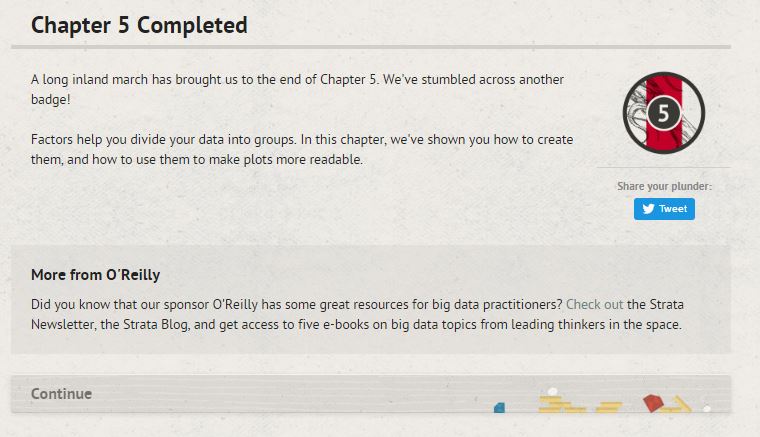 Chapter 5 Completed
A long inland march has brought us to the end of Chapter 5. We've stumbled across another
badge!
Factors help you divide your data into groups. In this chapter, we've shown you how to create
them, and how to use them to make plots more readable.
5
Share your plunder:
Tweet
More from O'Reilly
Did you know that our sponsor O'Reilly has some great resources for big data practitioners? Check out the Strata
Newsletter, the Strata Blog, and get access to five e-books on big data topics from leading thinkers in the space.
Continue